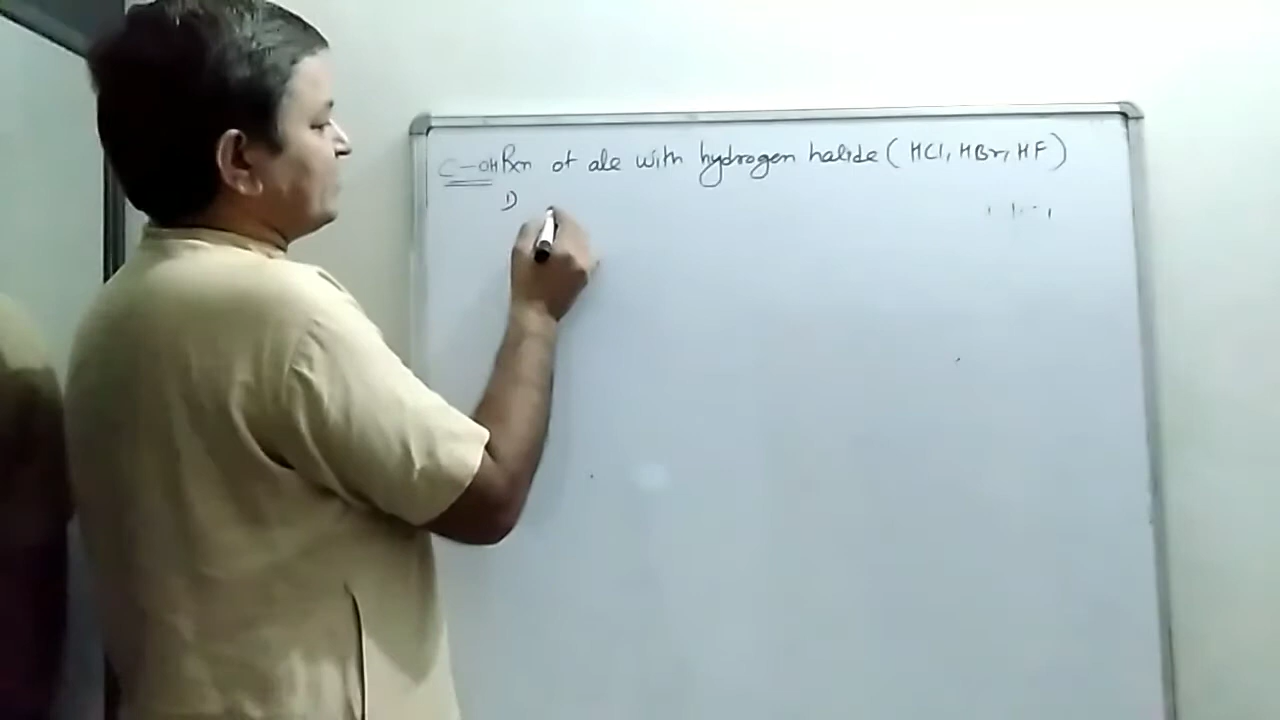 C-OH Rxn of alc with hydrogen halide (HCl, HBr, HF)
1)